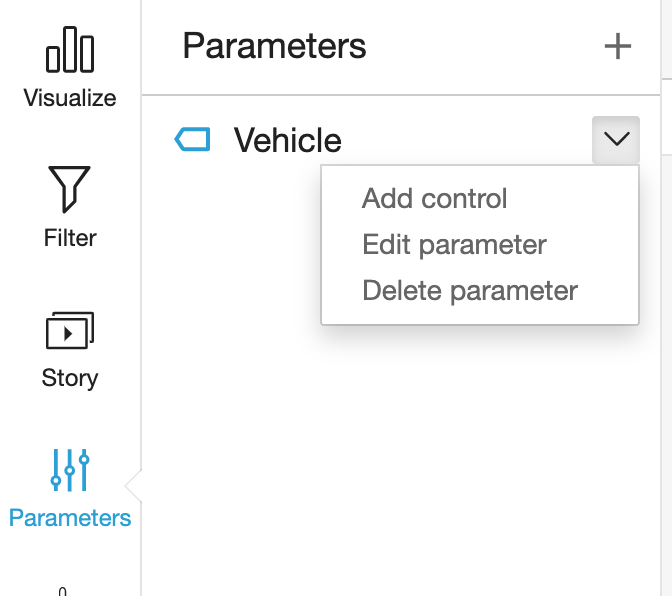 Visualize
Filter
Story
Parameters
Parameters
Vehicle
Add control
Edit parameter
Delete parameter